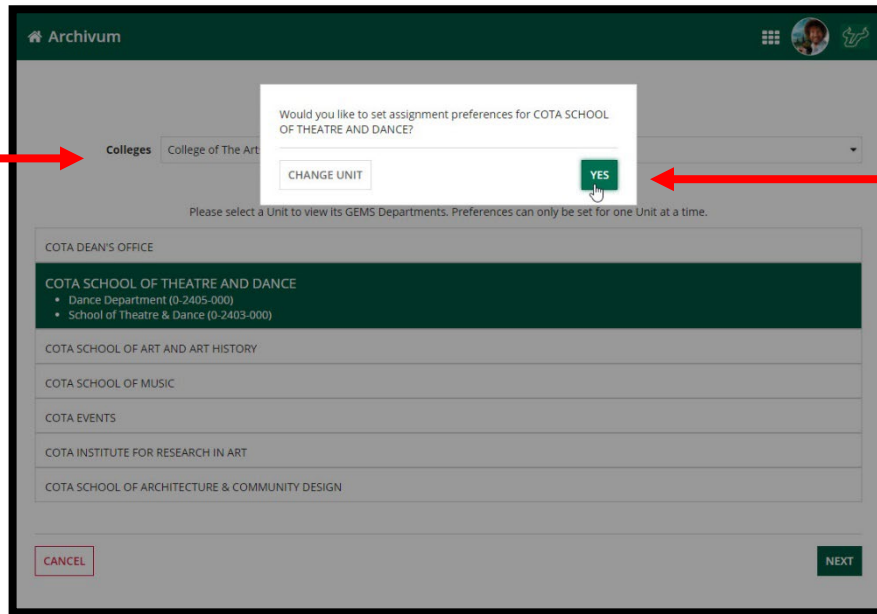 Archivum
Would you like to set assignment preferences for COTA SCHOOL
OF THEATRE AND DANCE?
CHANGE UNIT
YES
Colleges College of The Art
Please select a Unit to view its GEMS Departments. Preferences can only be set for one Unit at a time.
COTA DEAN'S OFFICE
COTA SCHOOL OF THEATRE AND DANCE
• Dance Department (0-2405-000)
• School of Theatre & Dance (0-2403-000)
COTA SCHOOL OF ART AND ART HISTORY
COTA SCHOOL OF MUSIC
COTA EVENTS
COTA INSTITUTE FOR RESEARCH IN ART
COTA SCHOOL OF ARCHITECTURE & COMMUNITY DESIGN
CANCEL
NEXT